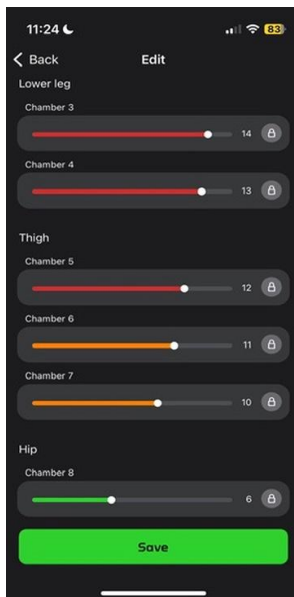 11:24
83
Back
Edit
Lower leg
Chamber 3
14
Chamber 4
13
Thigh
Chamber 5
12
Chamber 6
11
Chamber 7
10
Hip
Chamber 8
6
Save